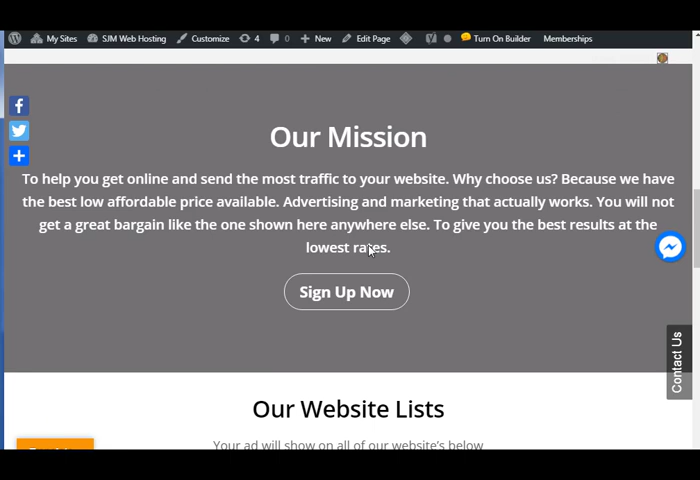 My Sites SJM Web Hosting Customize 4 0 New Edit Page Turn On Builder Memberships
Our Mission
To help you get online and send the most traffic to your website. Why choose us? Because we have
the best low affordable price available. Advertising and marketing that actually works. You will not
get a great bargain like the one shown here anywhere else. To give you the best results at the
lowest rates.
Sign Up Now
Contact Us
Our Website Lists
Your ad will show on all of our website's below